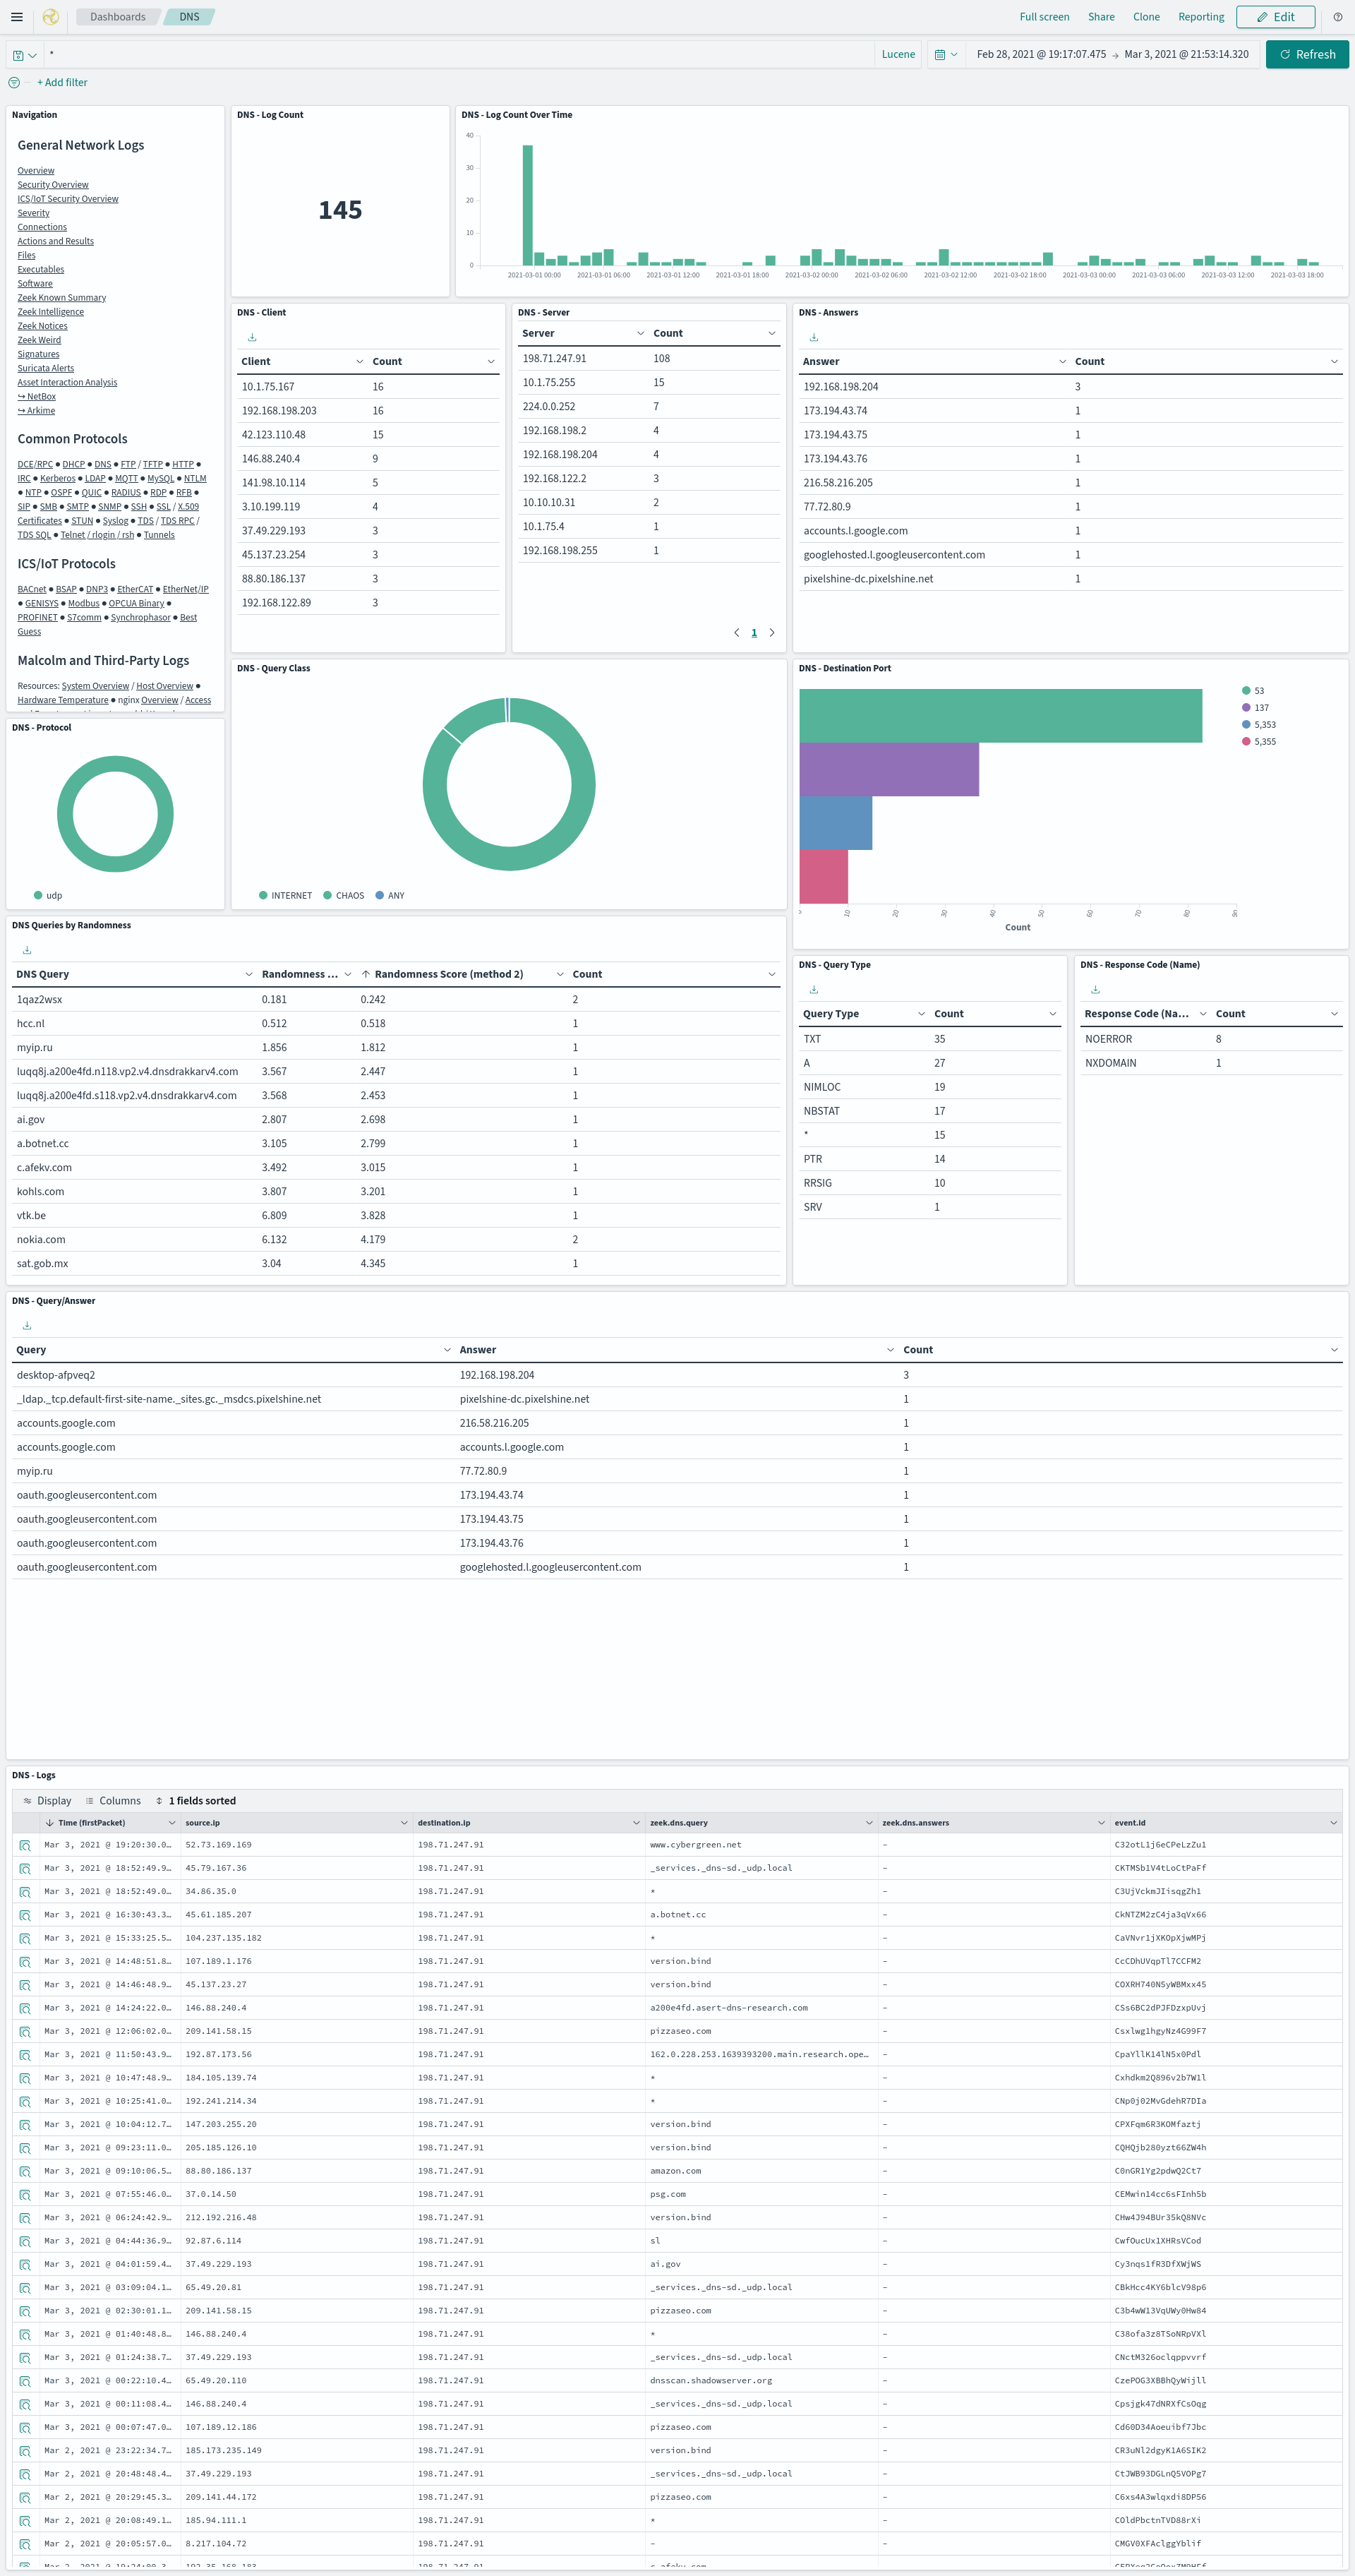 Dashboards DNS Full screen Share Clone Reporting Edit
* Lucene Feb 28, 2021 @ 19:17:07.475 → Mar 3, 2021 @ 21:53:14.320 Refresh
+ Add filter
Navigation
General Network Logs
Overview
Security Overview
ICS/IoT Security Overview
Severity
Connections
Actions and Results
Files
Executables
Software
Zeek Known Summary
Zeek Intelligence
Zeek Notices
Zeek Weird
Signatures
Suricata Alerts
Asset Interaction Analysis
↪ NetBox
↪ Arkime
Common Protocols
DCE/RPC ● DHCP ● DNS ● FTP / TFTP ● HTTP ●
IRC ● Kerberos ● LDAP ● MQTT ● MySQL ● NTLM
● NTP ● OSPF ● QUIC ● RADIUS ● RDP ● RFB ●
SIP ● SMB ● SMTP ● SNMP ● SSH ● SSL / X.509
Certificates ● STUN ● Syslog ● TDS / TDS RPC /
TDS SQL ● Telnet / rlogin / rsh ● Tunnels
ICS/IoT Protocols
BACnet ● BSAP ● DNP3 ● EtherCAT ● EtherNet/IP
● GENISYS ● Modbus ● OPCUA Binary ●
PROFINET ● S7comm ● Synchrophasor ● Best
Guess
Malcolm and Third-Party Logs
Resources: System Overview / Host Overview ●
Hardware Temperature ● nginx Overview / Access
DNS - Log Count
145
DNS - Log Count Over Time
40
30
20
10
0
2021-03-01 00:00 2021-03-01 06:00 2021-03-01 12:00 2021-03-01 18:00 2021-03-02 00:00 2021-03-02 06:00 2021-03-02 12:00 2021-03-02 18:00 2021-03-03 00:00 2021-03-03 06:00 2021-03-03 12:00 2021-03-03 18:00
DNS - Client
Client Count
10.1.75.167 16
192.168.198.203 16
42.123.110.48 15
146.88.240.4 9
141.98.10.114 5
3.10.199.119 4
37.49.229.193 3
45.137.23.254 3
88.80.186.137 3
192.168.122.89 3
DNS - Server
Server Count
198.71.247.91 108
10.1.75.255 15
224.0.0.252 7
192.168.198.2 4
192.168.198.204 4
192.168.122.2 3
10.10.10.31 2
10.1.75.4 1
192.168.198.255 1
1
DNS - Answers
Answer Count
192.168.198.204 3
173.194.43.74 1
173.194.43.75 1
173.194.43.76 1
216.58.216.205 1
77.72.80.9 1
accounts.l.google.com 1
googlehosted.l.googleusercontent.com 1
pixelshine-dc.pixelshine.net 1
DNS - Protocol
udp
DNS - Query Class
INTERNET CHAOS ANY
DNS - Destination Port
53
137
5,353
5,355
10 20 30 40 50 60 70 80
Count
DNS Queries by Randomness
DNS Query Randomness ... Randomness Score (method 2) Count
1qaz2wsx 0.181 0.242 2
hcc.nl 0.512 0.518 1
myip.ru 1.856 1.812 1
luqq8j.a200e4fd.n118.vp2.v4.dnsdrakkarv4.com 3.567 2.447 1
luqq8j.a200e4fd.s118.vp2.v4.dnsdrakkarv4.com 3.568 2.453 1
ai.gov 2.807 2.698 1
a.botnet.cc 3.105 2.799 1
c.afekv.com 3.492 3.015 1
kohls.com 3.807 3.201 1
vtk.be 6.809 3.828 1
nokia.com 6.132 4.179 2
sat.gob.mx 3.04 4.345 1
DNS - Query Type
Query Type Count
TXT 35
A 27
NIMLOC 19
NBSTAT 17
* 15
PTR 14
RRSIG 10
SRV 1
DNS - Response Code (Name)
Response Code (Na... Count
NOERROR 8
NXDOMAIN 1
DNS - Query/Answer
Query Answer Count
desktop-afpveq2 192.168.198.204 3
_ldap._tcp.default-first-site-name._sites.gc._msdcs.pixelshine.net pixelshine-dc.pixelshine.net 1
accounts.google.com 216.58.216.205 1
accounts.google.com accounts.l.google.com 1
myip.ru 77.72.80.9 1
oauth.googleusercontent.com 173.194.43.74 1
oauth.googleusercontent.com 173.194.43.75 1
oauth.googleusercontent.com 173.194.43.76 1
oauth.googleusercontent.com googlehosted.l.googleusercontent.com 1
DNS - Logs
Display Columns 1 fields sorted
Time (firstPacket) source.ip destination.ip zeek.dns.query zeek.dns.answers event.id
Mar 3, 2021 @ 19:20:30.0… 52.73.169.169 198.71.247.91 www.cybergreen.net – C32otL1j6eCPeLzZu1
Mar 3, 2021 @ 18:52:49.9… 45.79.167.36 198.71.247.91 _services._dns-sd._udp.local – CKTMSb1V4tLoCtPaFf
Mar 3, 2021 @ 18:52:49.0… 34.86.35.0 198.71.247.91 * – C3UjVckmJIisqgZh1
Mar 3, 2021 @ 16:30:43.3… 45.61.185.207 198.71.247.91 a.botnet.cc – CkNTZM2zC4ja3qVx66
Mar 3, 2021 @ 15:33:25.5… 104.237.135.182 198.71.247.91 * – CaVNvr1jXKOpXjwMPj
Mar 3, 2021 @ 14:48:51.8… 107.189.1.176 198.71.247.91 version.bind – CcCDhUVqpTl7CCFM2
Mar 3, 2021 @ 14:46:48.9… 45.137.23.27 198.71.247.91 version.bind – COXRH740N5yWBMxx45
Mar 3, 2021 @ 14:24:22.0… 146.88.240.4 198.71.247.91 a200e4fd.asert-dns-research.com – CSs6BC2dPJFDzxpUvj
Mar 3, 2021 @ 12:06:02.0… 209.141.58.15 198.71.247.91 pizzaseo.com – Csxlwg1hgyNz4G99F7
Mar 3, 2021 @ 11:50:43.9… 192.87.173.56 198.71.247.91 162.0.228.253.1639393200.main.research.ope… – CpaYllK14lN5x0Pdl
Mar 3, 2021 @ 10:47:48.9… 184.105.139.74 198.71.247.91 * – Cxhdkm2Q896v2b7W1l
Mar 3, 2021 @ 10:25:41.0… 192.241.214.34 198.71.247.91 * – CNp0j02MvGdehR7DIa
Mar 3, 2021 @ 10:04:12.7… 147.203.255.20 198.71.247.91 version.bind – CPXFqm6R3KOMfaztj
Mar 3, 2021 @ 09:23:11.0… 205.185.126.10 198.71.247.91 version.bind – CQHQjb280yzt66ZW4h
Mar 3, 2021 @ 09:10:06.5… 88.80.186.137 198.71.247.91 amazon.com – C0nGR1Yg2pdwQ2Ct7
Mar 3, 2021 @ 07:55:46.0… 37.0.14.50 198.71.247.91 psg.com – CEMwin14cc6sFInh5b
Mar 3, 2021 @ 06:24:42.9… 212.192.216.48 198.71.247.91 version.bind – CHw4J94BUr35kQ8NVc
Mar 3, 2021 @ 04:44:36.9… 92.87.6.114 198.71.247.91 sl – CwfOucUx1XHRsVCod
Mar 3, 2021 @ 04:01:59.4… 37.49.229.193 198.71.247.91 ai.gov – Cy3nqs1fR3DfXWjWS
Mar 3, 2021 @ 03:09:04.1… 65.49.20.81 198.71.247.91 _services._dns-sd._udp.local – CBkHcc4KY6blcV98p6
Mar 3, 2021 @ 02:30:01.1… 209.141.58.15 198.71.247.91 pizzaseo.com – C3b4wW13VqUWy0Hw84
Mar 3, 2021 @ 01:40:48.8… 146.88.240.4 198.71.247.91 * – C38ofa3z8TSoNRpVXl
Mar 3, 2021 @ 01:24:38.7… 37.49.229.193 198.71.247.91 _services._dns-sd._udp.local – CNctM326oclqppvvrf
Mar 3, 2021 @ 00:22:10.4… 65.49.20.110 198.71.247.91 dnsscan.shadowserver.org – CzePOG3XBBhQyWijll
Mar 3, 2021 @ 00:11:08.4… 146.88.240.4 198.71.247.91 _services._dns-sd._udp.local – Cpsjgk47dNRXfCsOqg
Mar 3, 2021 @ 00:07:47.0… 107.189.12.186 198.71.247.91 pizzaseo.com – Cd60D34Aoeuibf7Jbc
Mar 2, 2021 @ 23:22:34.7… 185.173.235.149 198.71.247.91 version.bind – CR3uNl2dgyK1A6SIK2
Mar 2, 2021 @ 20:48:48.4… 37.49.229.193 198.71.247.91 _services._dns-sd._udp.local – CtJWB93DGLnQ5VOPg7
Mar 2, 2021 @ 20:29:45.3… 209.141.44.172 198.71.247.91 pizzaseo.com – C6xs4A3wlqxdi8DP56
Mar 2, 2021 @ 20:08:49.1… 185.94.111.1 198.71.247.91 * – COldPbctnTVD88rXi
Mar 2, 2021 @ 20:05:57.0… 8.217.104.72 198.71.247.91 – – CMGV0XFAclggYblif